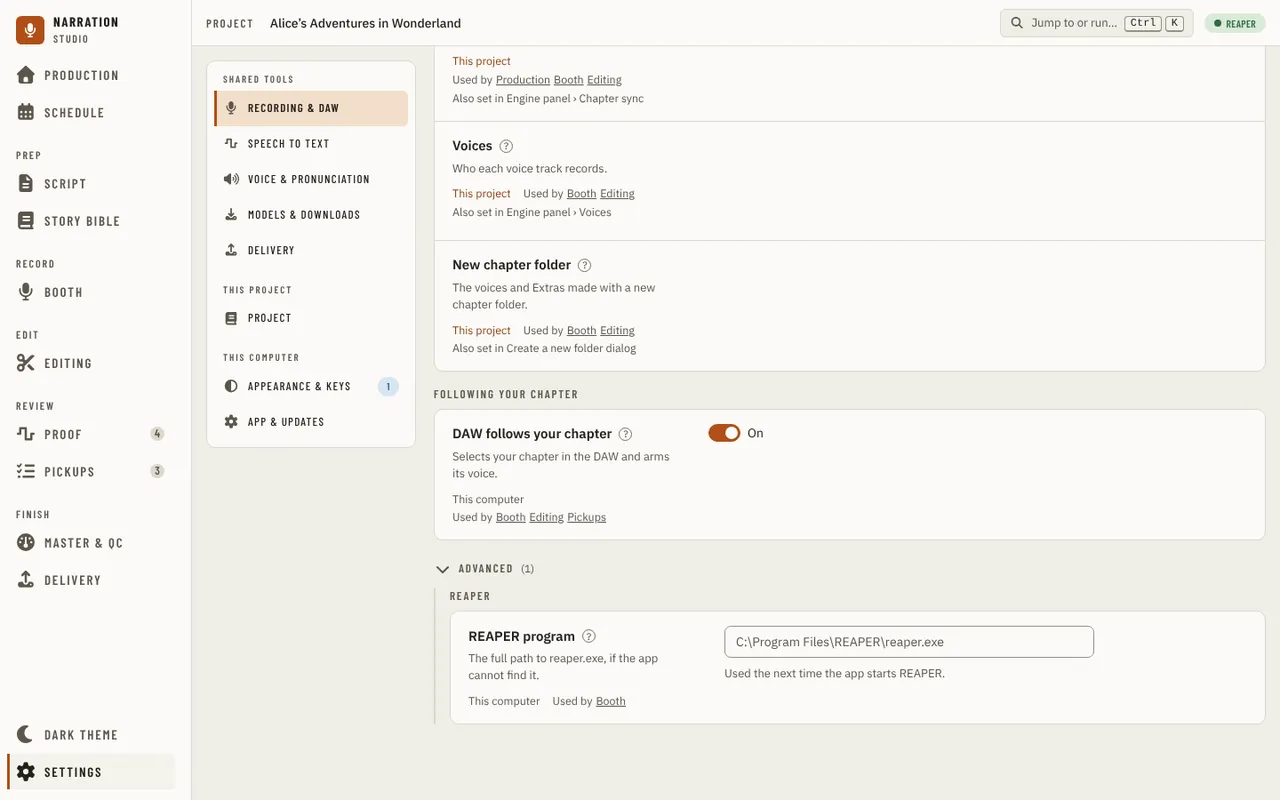 NARRATION
STUDIO
PRODUCTION
SCHEDULE
PREP
SCRIPT
STORY BIBLE
RECORD
BOOTH
EDIT
EDITING
REVIEW
PROOF 4
PICKUPS 3
FINISH
MASTER & QC
DELIVERY
DARK THEME
SETTINGS
PROJECT Alice’s Adventures in Wonderland
Jump to or run... Ctrl K
REAPER
SHARED TOOLS
RECORDING & DAW
SPEECH TO TEXT
VOICE & PRONUNCIATION
MODELS & DOWNLOADS
DELIVERY
THIS PROJECT
PROJECT
THIS COMPUTER
APPEARANCE & KEYS 1
APP & UPDATES
This project
Used by Production Booth Editing
Also set in Engine panel › Chapter sync
Voices ?
Who each voice track records.
This project Used by Booth Editing
Also set in Engine panel › Voices
New chapter folder ?
The voices and Extras made with a new
chapter folder.
This project Used by Booth Editing
Also set in Create a new folder dialog
FOLLOWING YOUR CHAPTER
DAW follows your chapter ?
On
Selects your chapter in the DAW and arms
its voice.
This computer
Used by Booth Editing Pickups
ADVANCED (1)
REAPER
REAPER program ?
The full path to reaper.exe, if the app
cannot find it.
This computer Used by Booth
C:\Program Files\REAPER\reaper.exe
Used the next time the app starts REAPER.